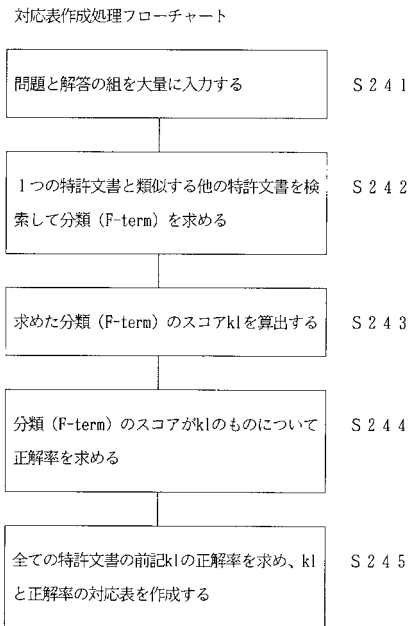 対応表作成処理フローチャート
問題と解答の組を大量に入力する
S241
1つの特許文書と類似する他の特許文書を検
索して分類（F-term）を求める
S242
求めた分類（F-term）のスコアklを算出する
S243
分類（F-term）のスコアがklのものについて
正解率を求める
S244
全ての特許文書の前記klの正解率を求め、kl
と正解率の対応表を作成する
S245